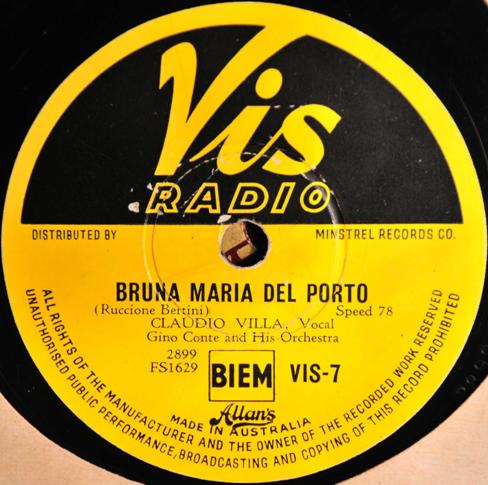 Vis
RADIO
DISTRIBUTED BY MINSTREL RECORDS CO.
BRUNA MARIA DEL PORTO
(Ruccione Bertini) Speed 78
CLAUDIO VILLA, Vocal
Gino Conte and His Orchestra
2899
FS1629 BIEM VIS-7
Allan's
MADE IN AUSTRALIA
ALL RIGHTS OF THE MANUFACTURER AND THE OWNER OF THE RECORDED WORK RESERVED
UNAUTHORISED PUBLIC PERFORMANCE, BROADCASTING AND COPYING OF THIS RECORD PROHIBITED